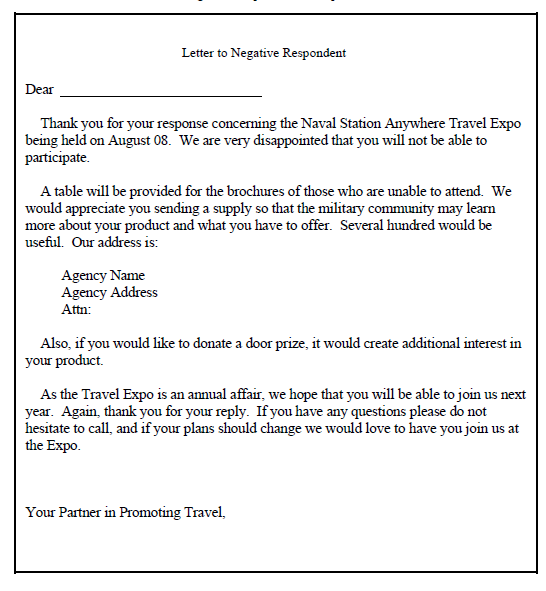 Letter to Negative Respondent
Dear ____________________________
Thank you for your response concerning the Naval Station Anywhere Travel Expo
being held on August 08. We are very disappointed that you will not be able to
participate.
A table will be provided for the brochures of those who are unable to attend. We
would appreciate you sending a supply so that the military community may learn
more about your product and what you have to offer. Several hundred would be
useful. Our address is:
Agency Name
Agency Address
Attn:
Also, if you would like to donate a door prize, it would create additional interest in
your product.
As the Travel Expo is an annual affair, we hope that you will be able to join us next
year. Again, thank you for your reply. If you have any questions please do not
hesitate to call, and if your plans should change we would love to have you join us at
the Expo.
Your Partner in Promoting Travel,